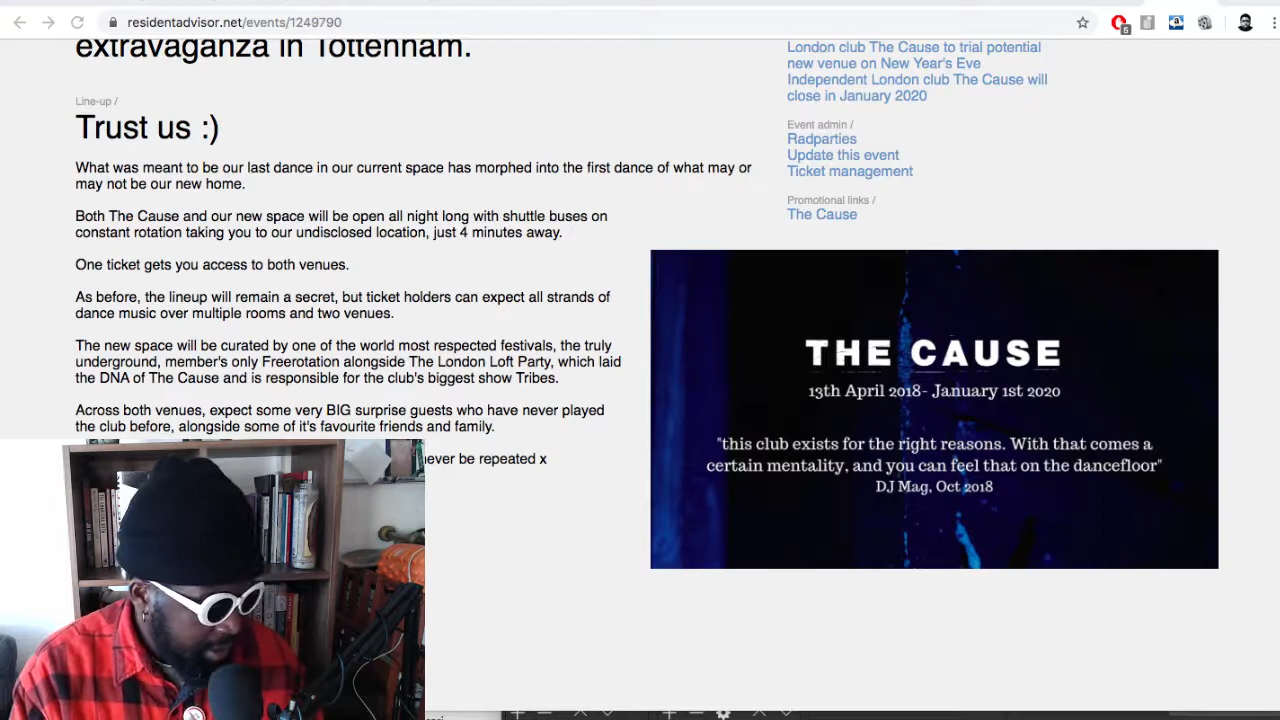 residentadvisor.net/events/1249790
5
extravaganza in Tottenham.
Line-up /
Trust us :)
What was meant to be our last dance in our current space has morphed into the first dance of what may or
may not be our new home.
Both The Cause and our new space will be open all night long with shuttle buses on
constant rotation taking you to our undisclosed location, just 4 minutes away.
One ticket gets you access to both venues.
As before, the lineup will remain a secret, but ticket holders can expect all strands of
dance music over multiple rooms and two venues.
The new space will be curated by one of the world most respected festivals, the truly
underground, member's only Freerotation alongside The London Loft Party, which laid
the DNA of The Cause and is responsible for the club's biggest show Tribes.
Across both venues, expect some very BIG surprise guests who have never played
the club before, alongside some of it's favourite friends and family.
never be repeated x
London club The Cause to trial potential
new venue on New Year's Eve
Independent London club The Cause will
close in January 2020
Event admin /
Radparties
Update this event
Ticket management
Promotional links /
The Cause
THE CAUSE
13th April 2018- January 1st 2020
"this club exists for the right reasons. With that comes a
certain mentality, and you can feel that on the dancefloor"
DJ Mag, Oct 2018